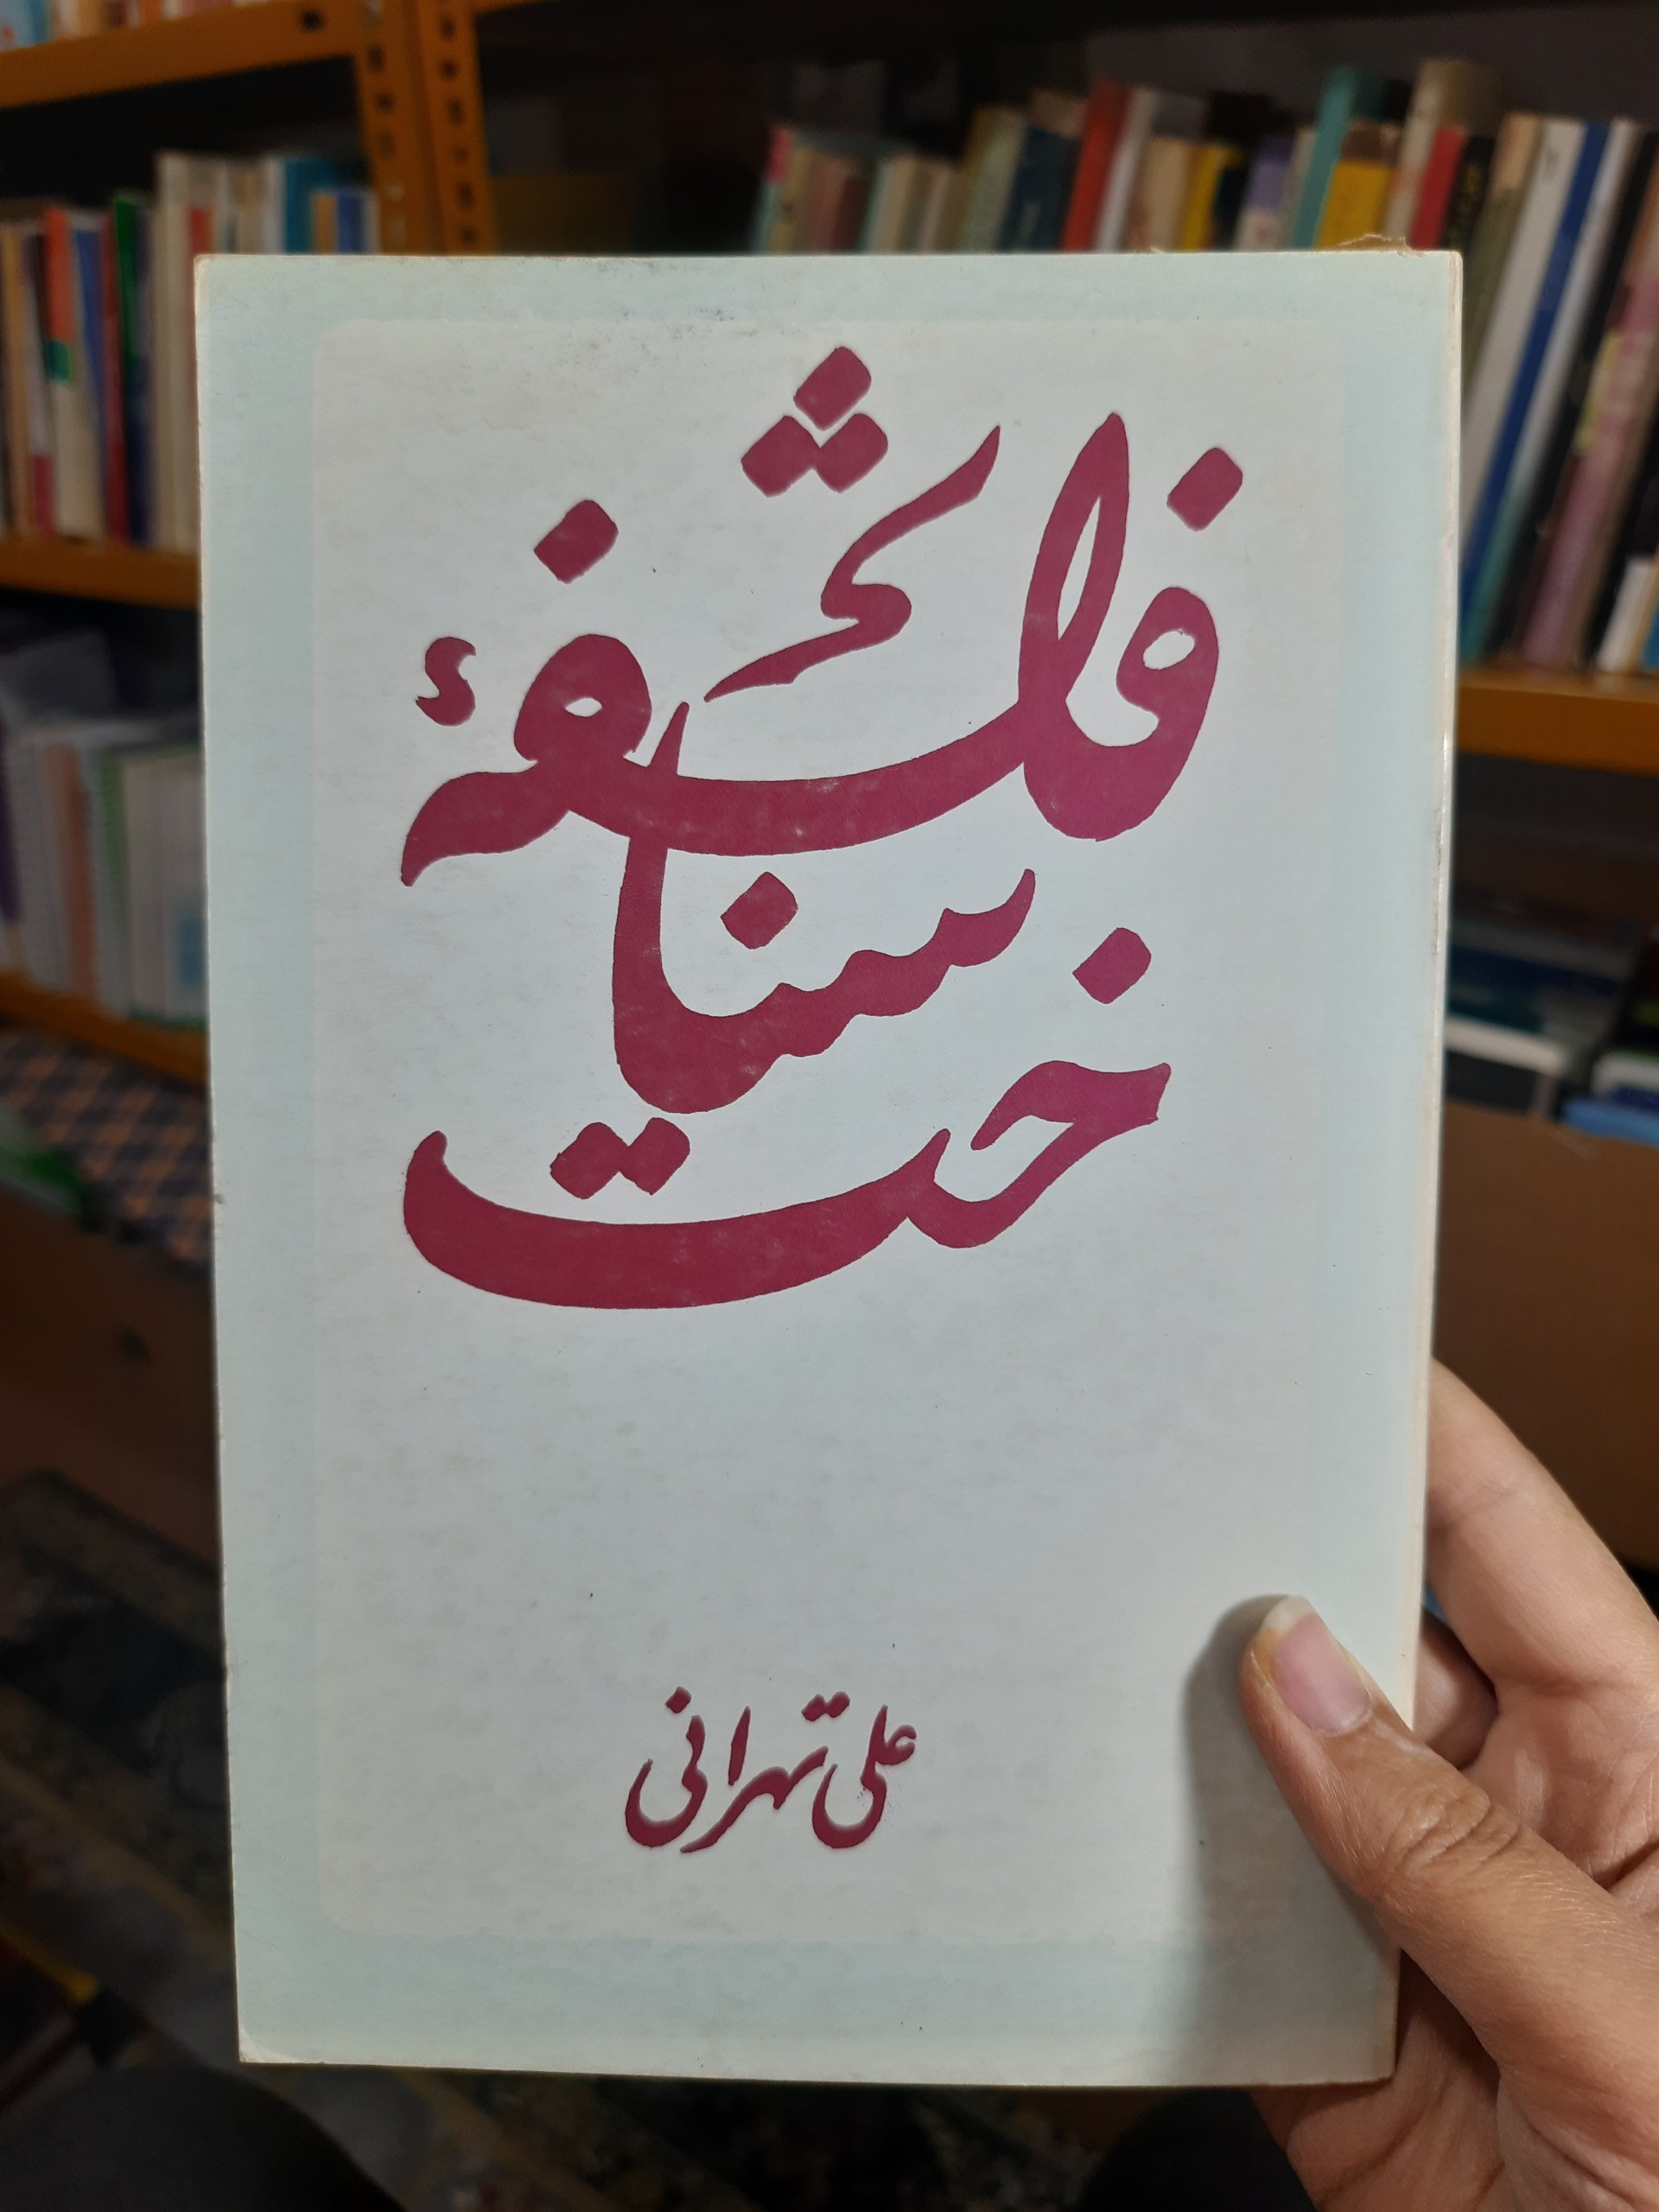 فلسفهٔ
شناخت
علی تهرانی